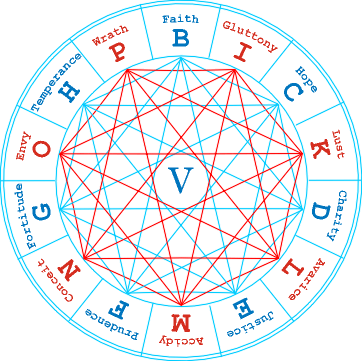 Faith
B
Gluttony
I
Hope
C
Lust
K
Charity
D
Avarice
L
Justice
E
Accidy
M
Prudence
F
Conceit
N
Fortitude
G
Envy
O
Temperance
H
Wrath
P
V